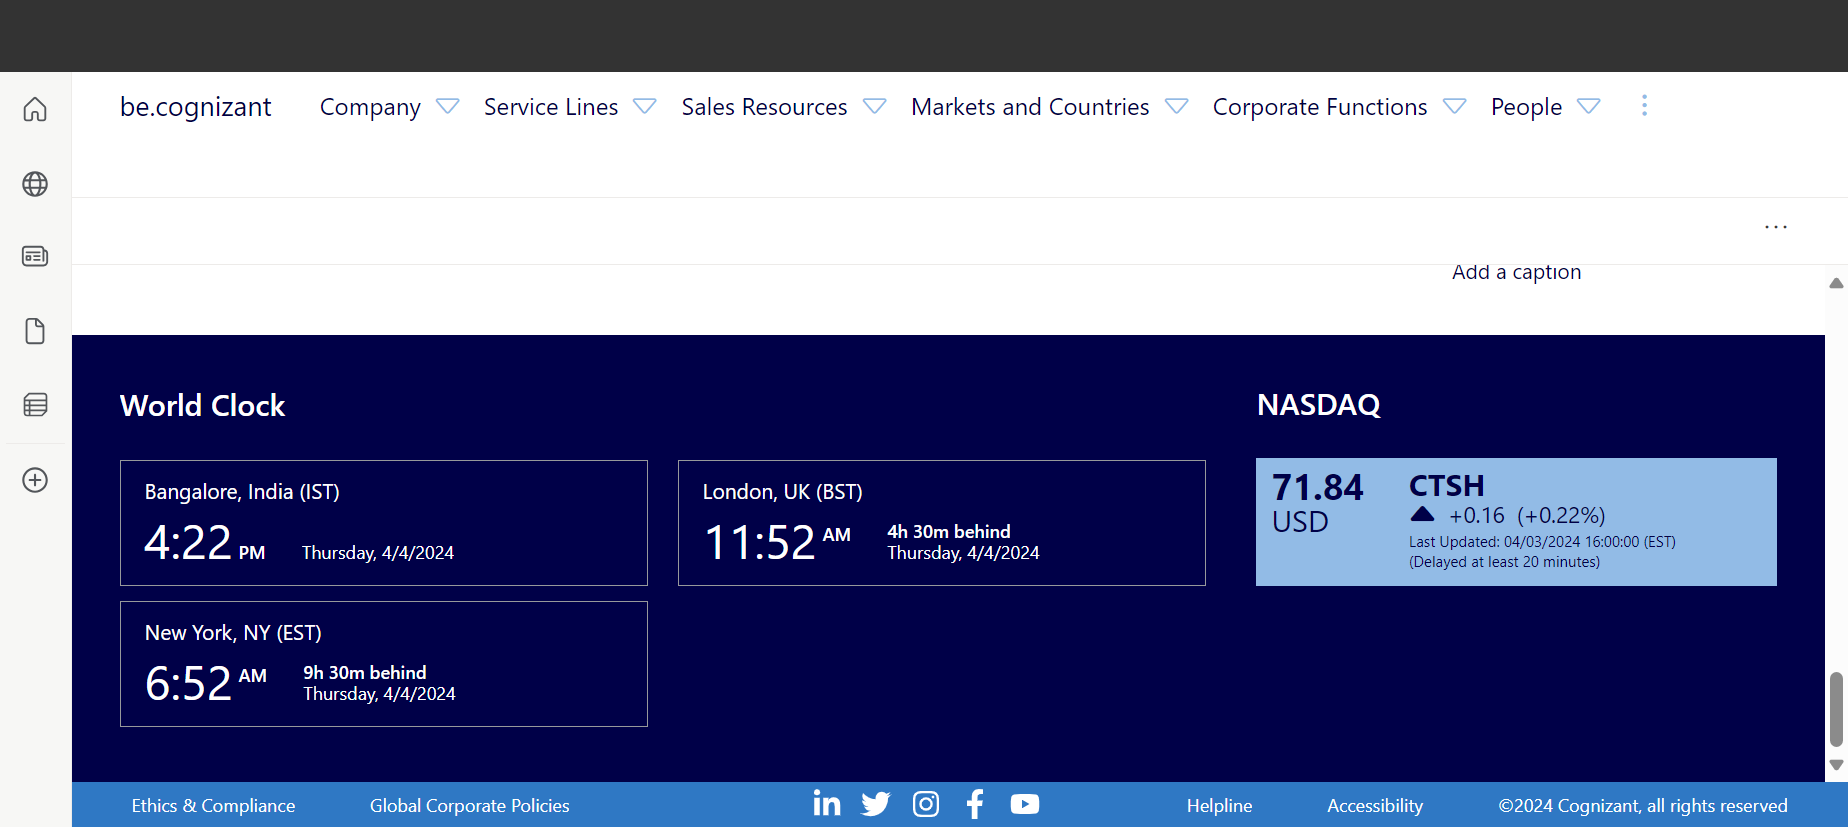 be.cognizant Company Service Lines Sales Resources Markets and Countries Corporate Functions People
Add a caption
World Clock
Bangalore, India (IST)
4:22 PM Thursday, 4/4/2024
London, UK (BST)
11:52 AM 4h 30m behind
Thursday, 4/4/2024
New York, NY (EST)
6:52 AM 9h 30m behind
Thursday, 4/4/2024
NASDAQ
71.84 CTSH
USD +0.16 (+0.22%)
Last Updated: 04/03/2024 16:00:00 (EST)
(Delayed at least 20 minutes)
Ethics & Compliance Global Corporate Policies Helpline Accessibility ©2024 Cognizant, all rights reserved